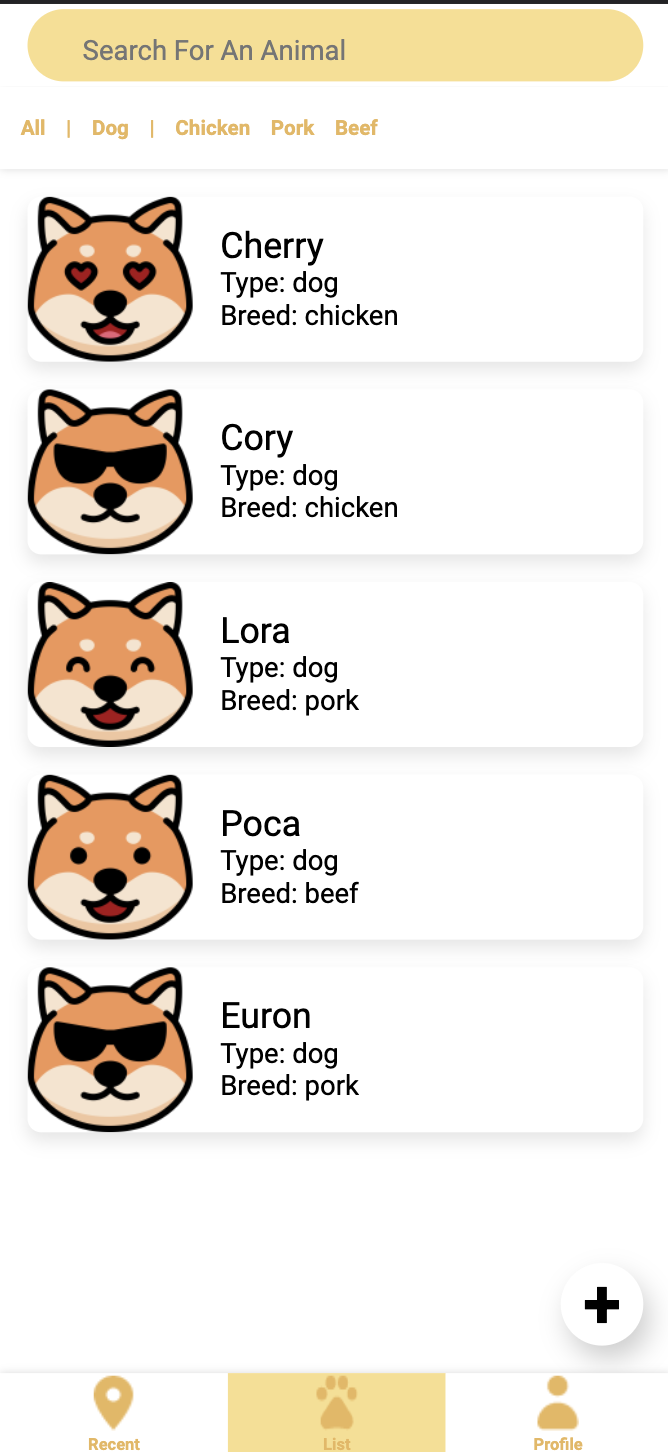 Search For An Animal
All | Dog | Chicken Pork Beef
Cherry
Type: dog
Breed: chicken
Cory
Type: dog
Breed: chicken
Lora
Type: dog
Breed: pork
Poca
Type: dog
Breed: beef
Euron
Type: dog
Breed: pork
Recent List Profile